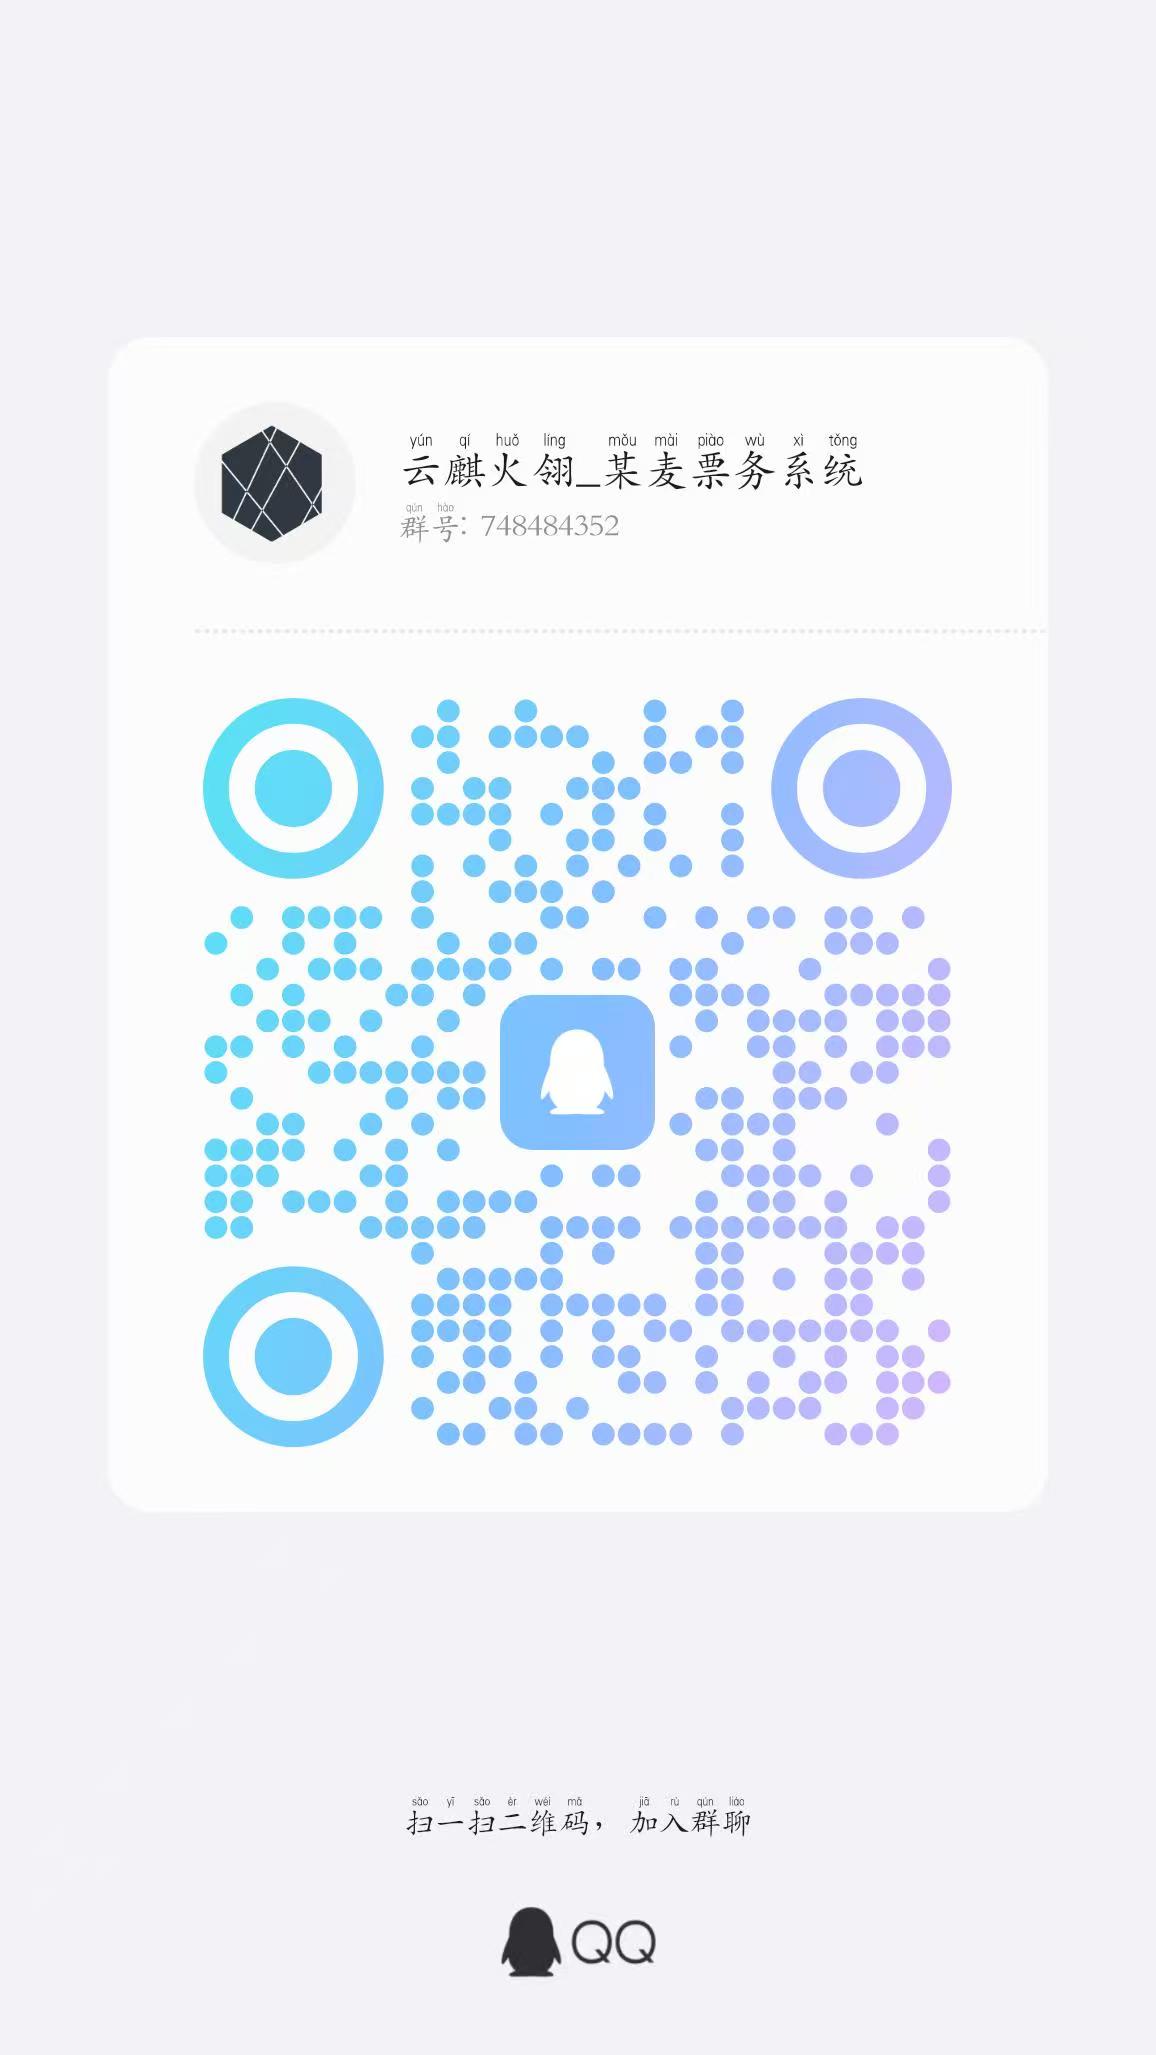 yún qí huǒ líng mǒu mài piào wù xì tǒng
云麒火翎_某麦票务系统
qún hào
群号: 748484352
sǎo yī sǎo èr wéi mǎ jiā rù qún liáo
扫一扫二维码，加入群聊
QQ